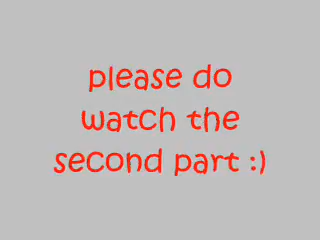 please do
watch the
second part :)